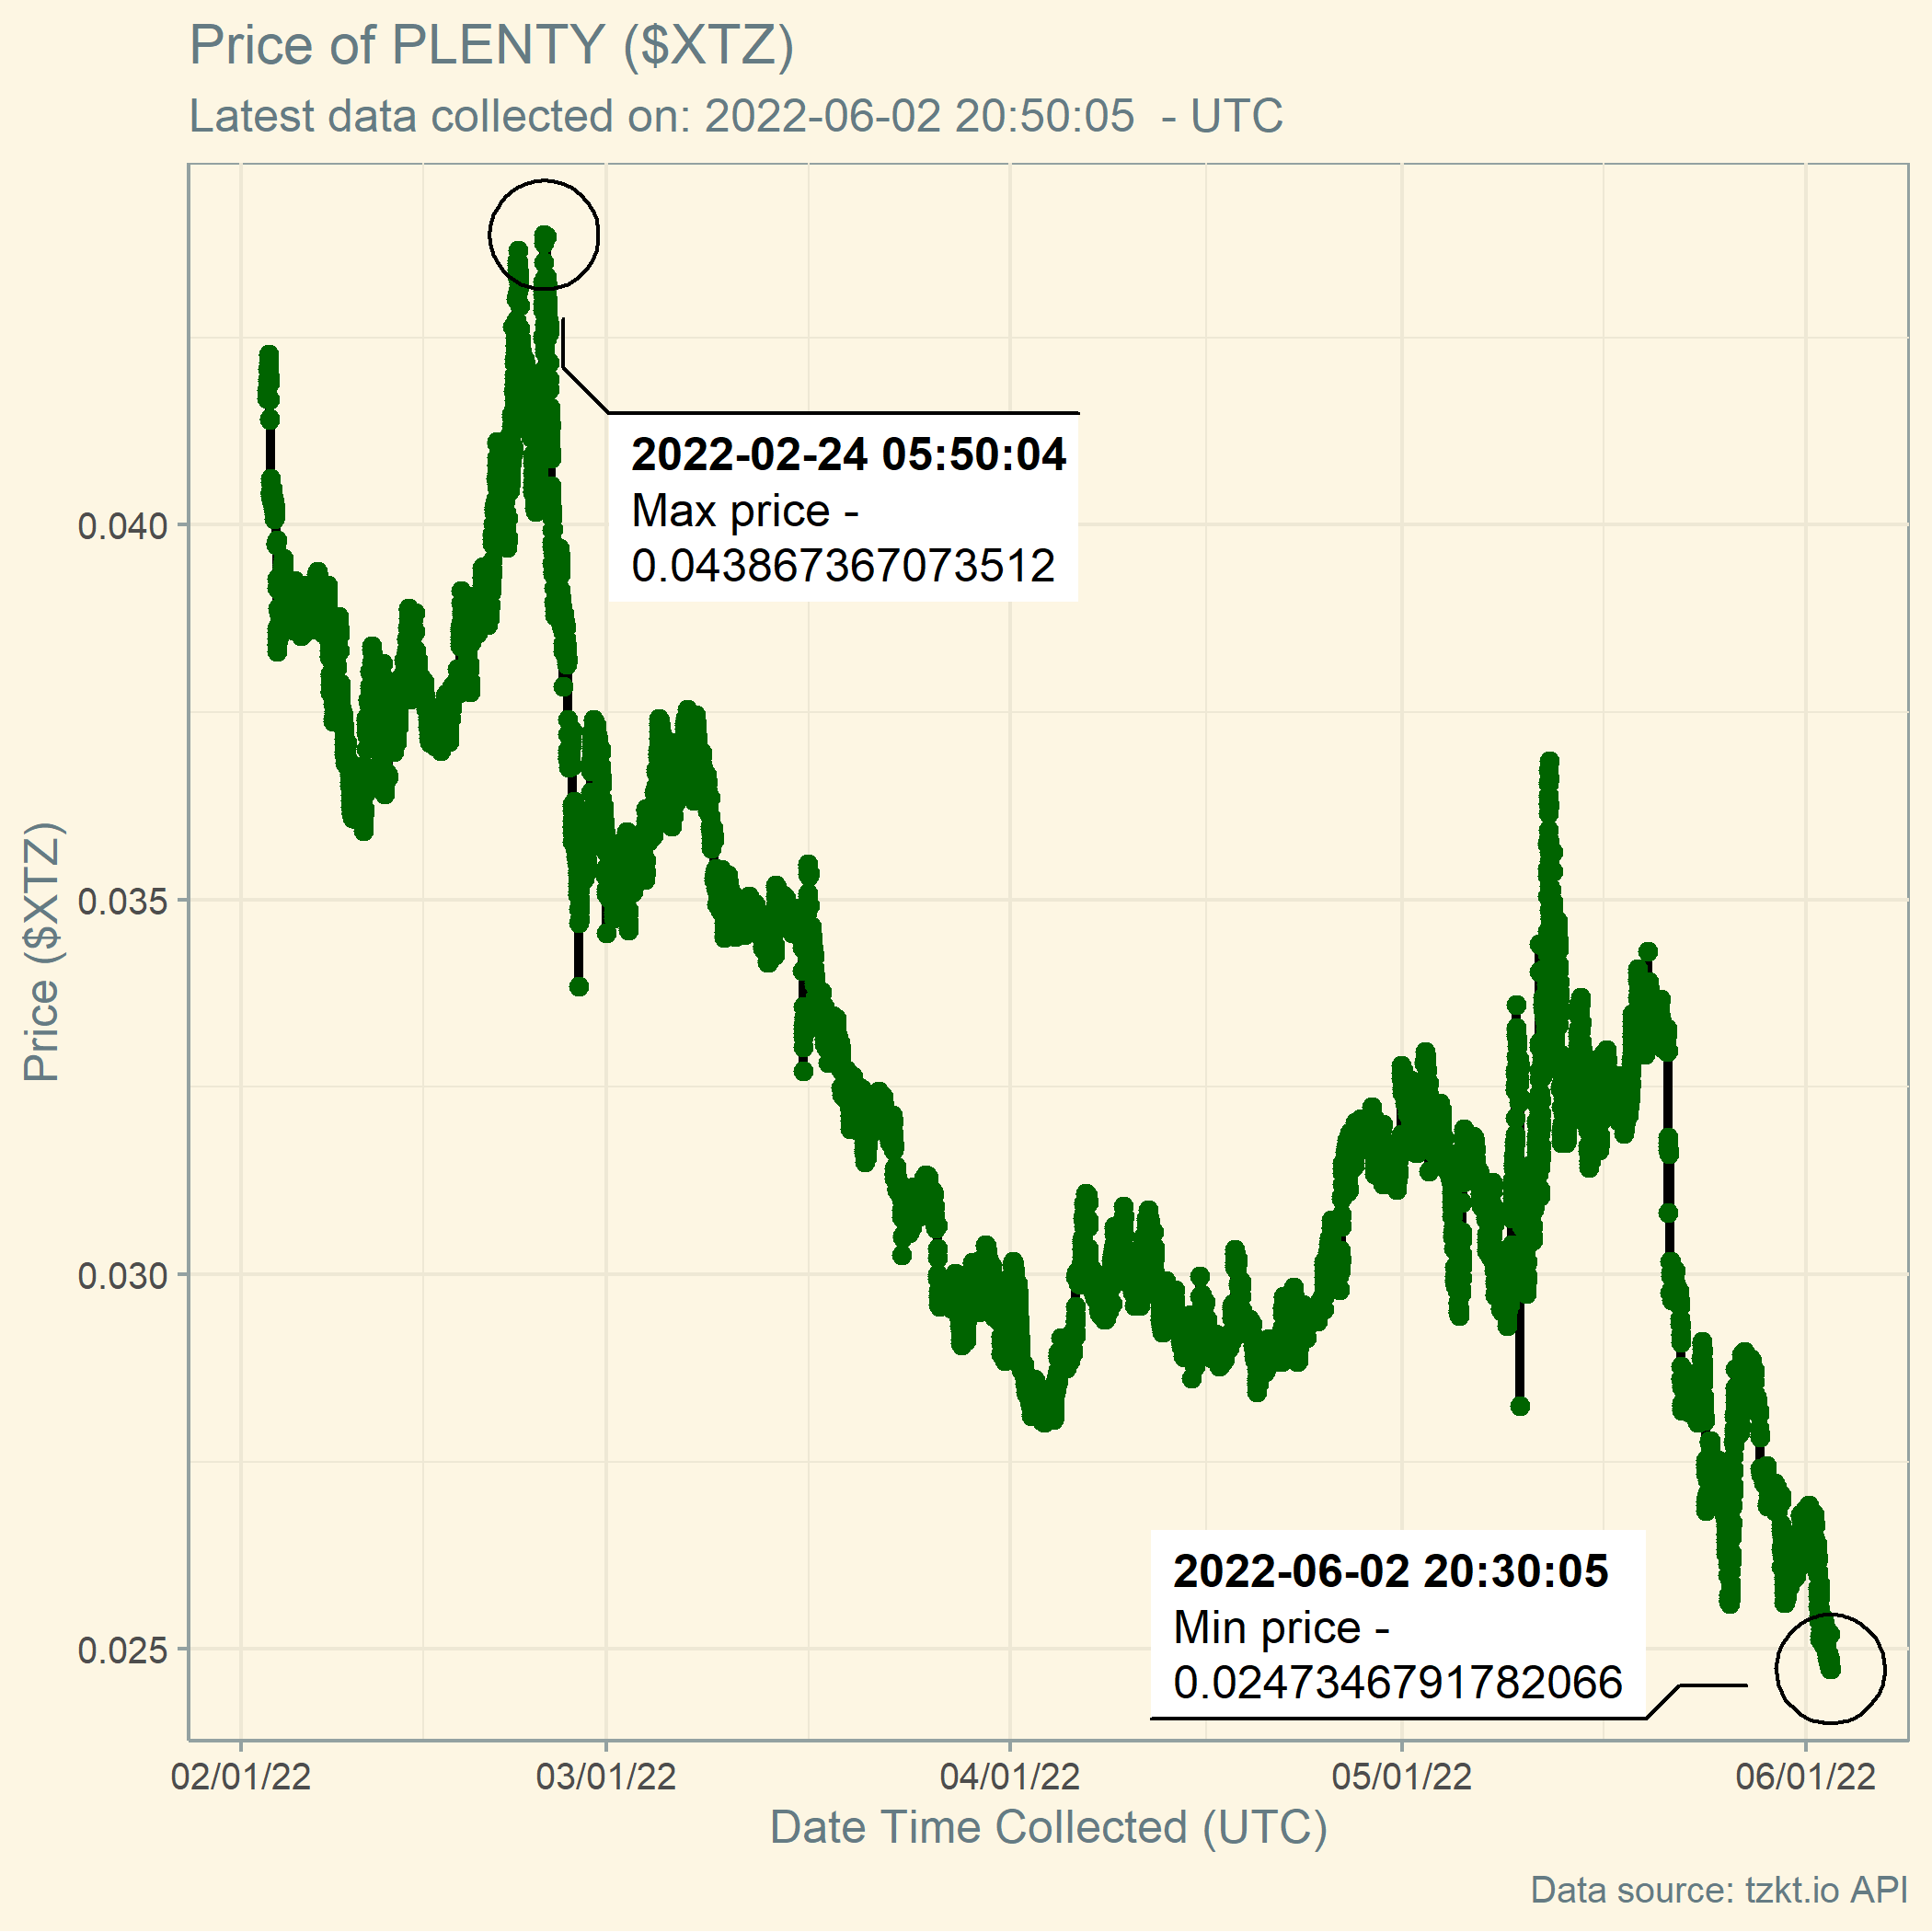 Price of PLENTY ($XTZ)
Latest data collected on: 2022-06-02 20:50:05  - UTC
Price ($XTZ)
0.040
0.035
0.030
0.025
2022-02-24 05:50:04
Max price -
0.043867367073512
2022-06-02 20:30:05
Min price -
0.0247346791782066
02/01/22
03/01/22
04/01/22
05/01/22
06/01/22
Date Time Collected (UTC)
Data source: tzkt.io API